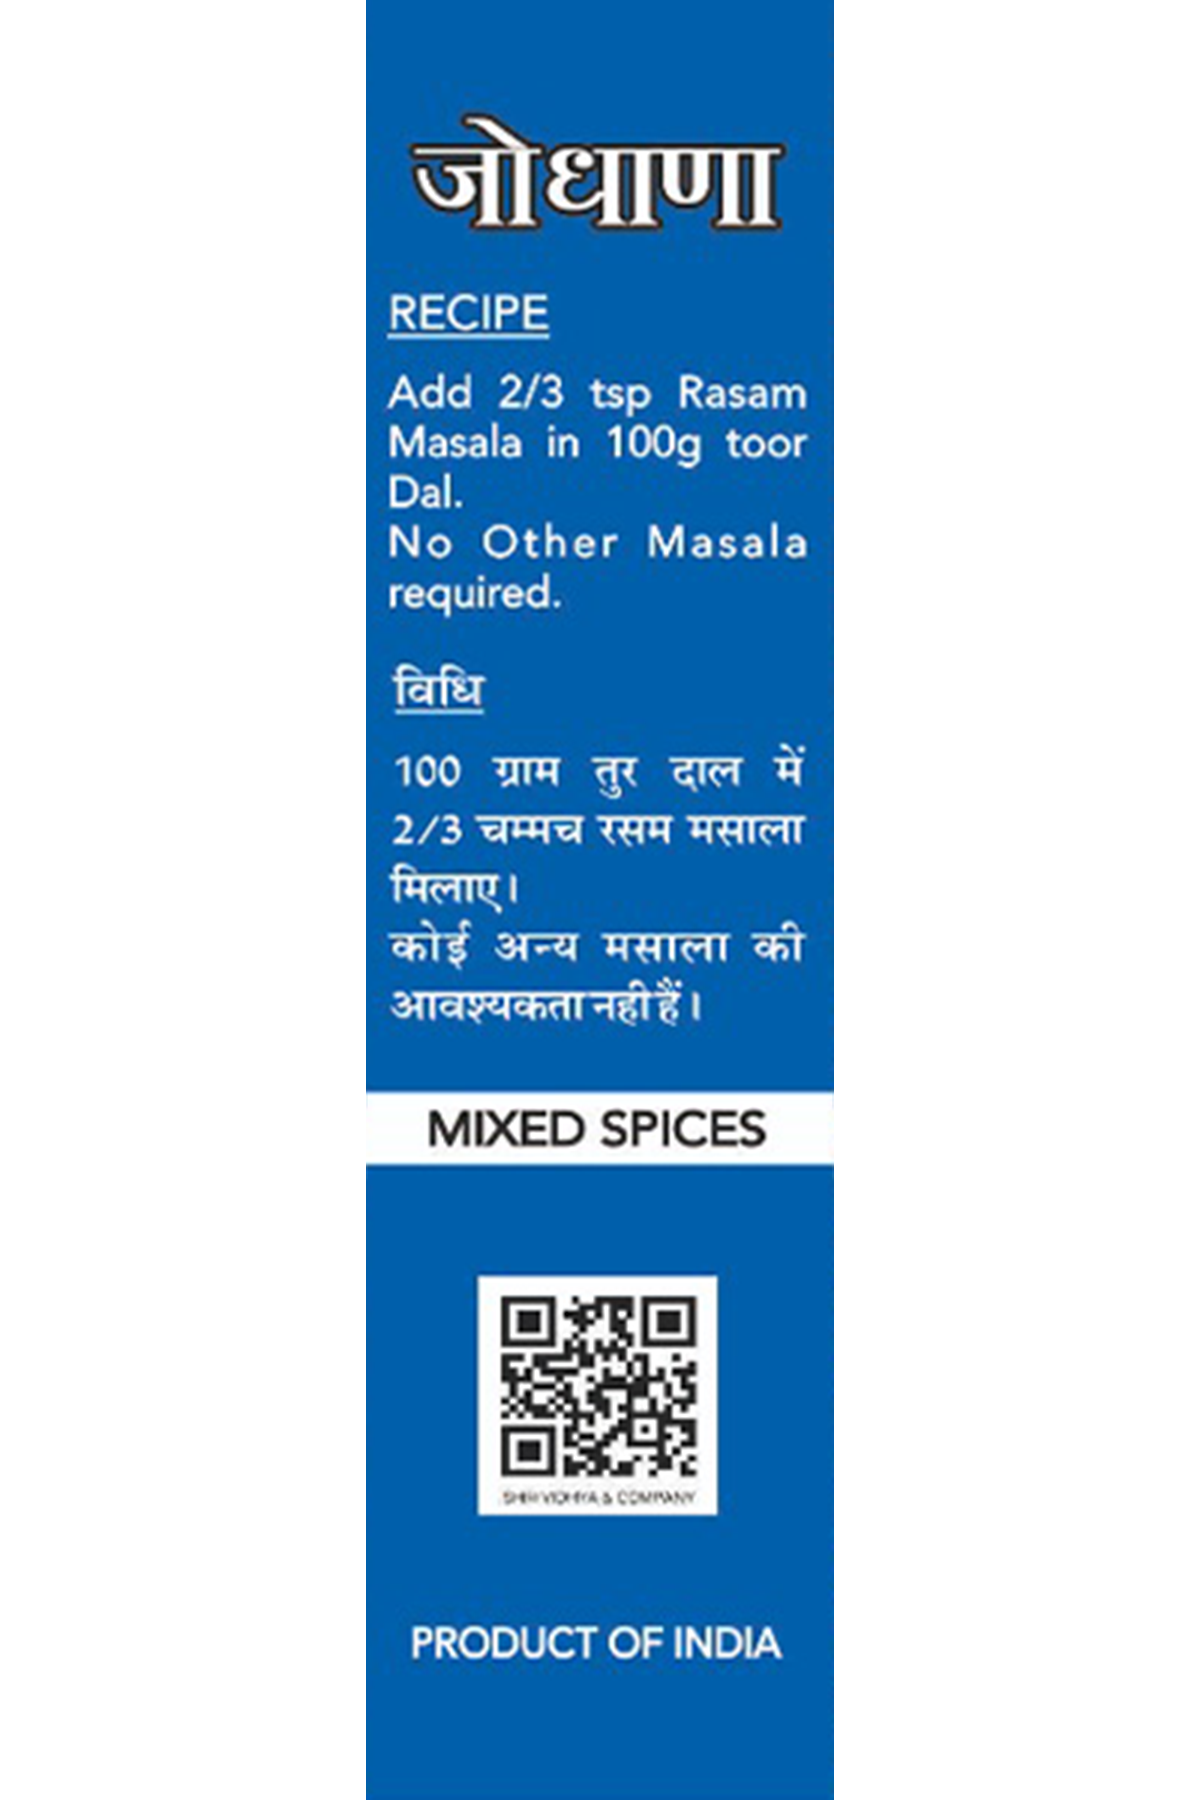 जोधाणा
RECIPE
Add 2/3 tsp Rasam
Masala in 100g toor
Dal.
No Other Masala
required.
विधि
100 ग्राम तुर दाल में
2/3 चम्मच रसम मसाला
मिलाए।
कोई अन्य मसाला की
आवश्यकता नही हैं।
MIXED SPICES
SHRI VIDHYA & COMPANY
PRODUCT OF INDIA